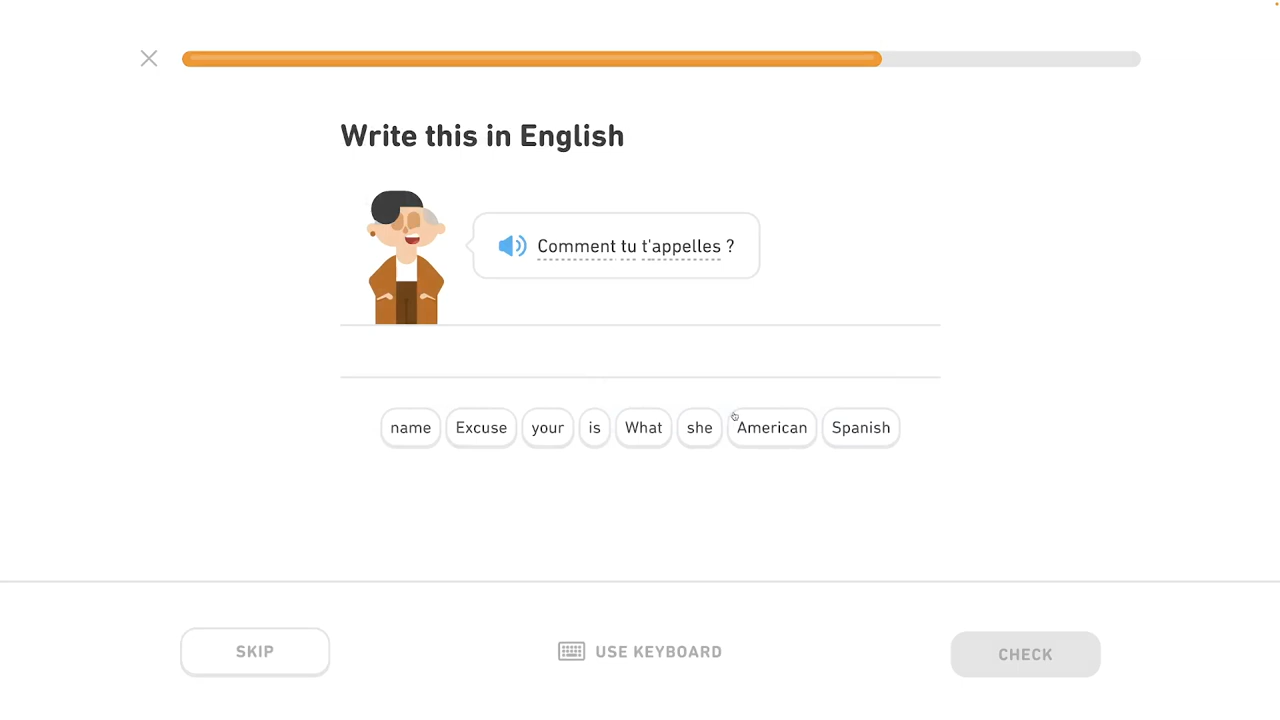 Write this in English
Comment tu t'appelles ?
name Excuse your is What she American Spanish
SKIP USE KEYBOARD CHECK